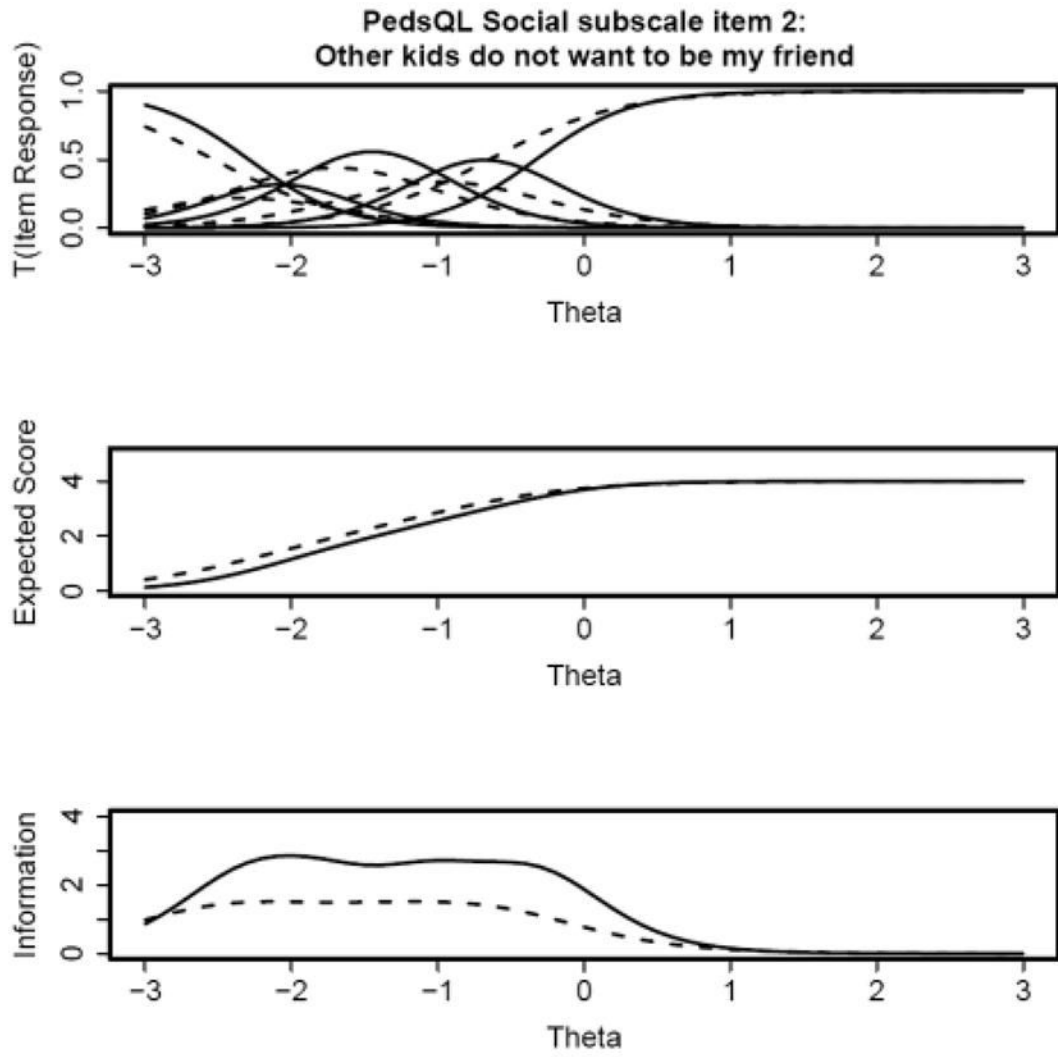 PedsQL Social subscale item 2:
Other kids do not want to be my friend
T(Item Response)
1.0
0.5
0.0
−3 −2 −1 0 1 2 3
Theta
Expected Score
4
2
0
−3 −2 −1 0 1 2 3
Theta
Information
4
2
0
−3 −2 −1 0 1 2 3
Theta